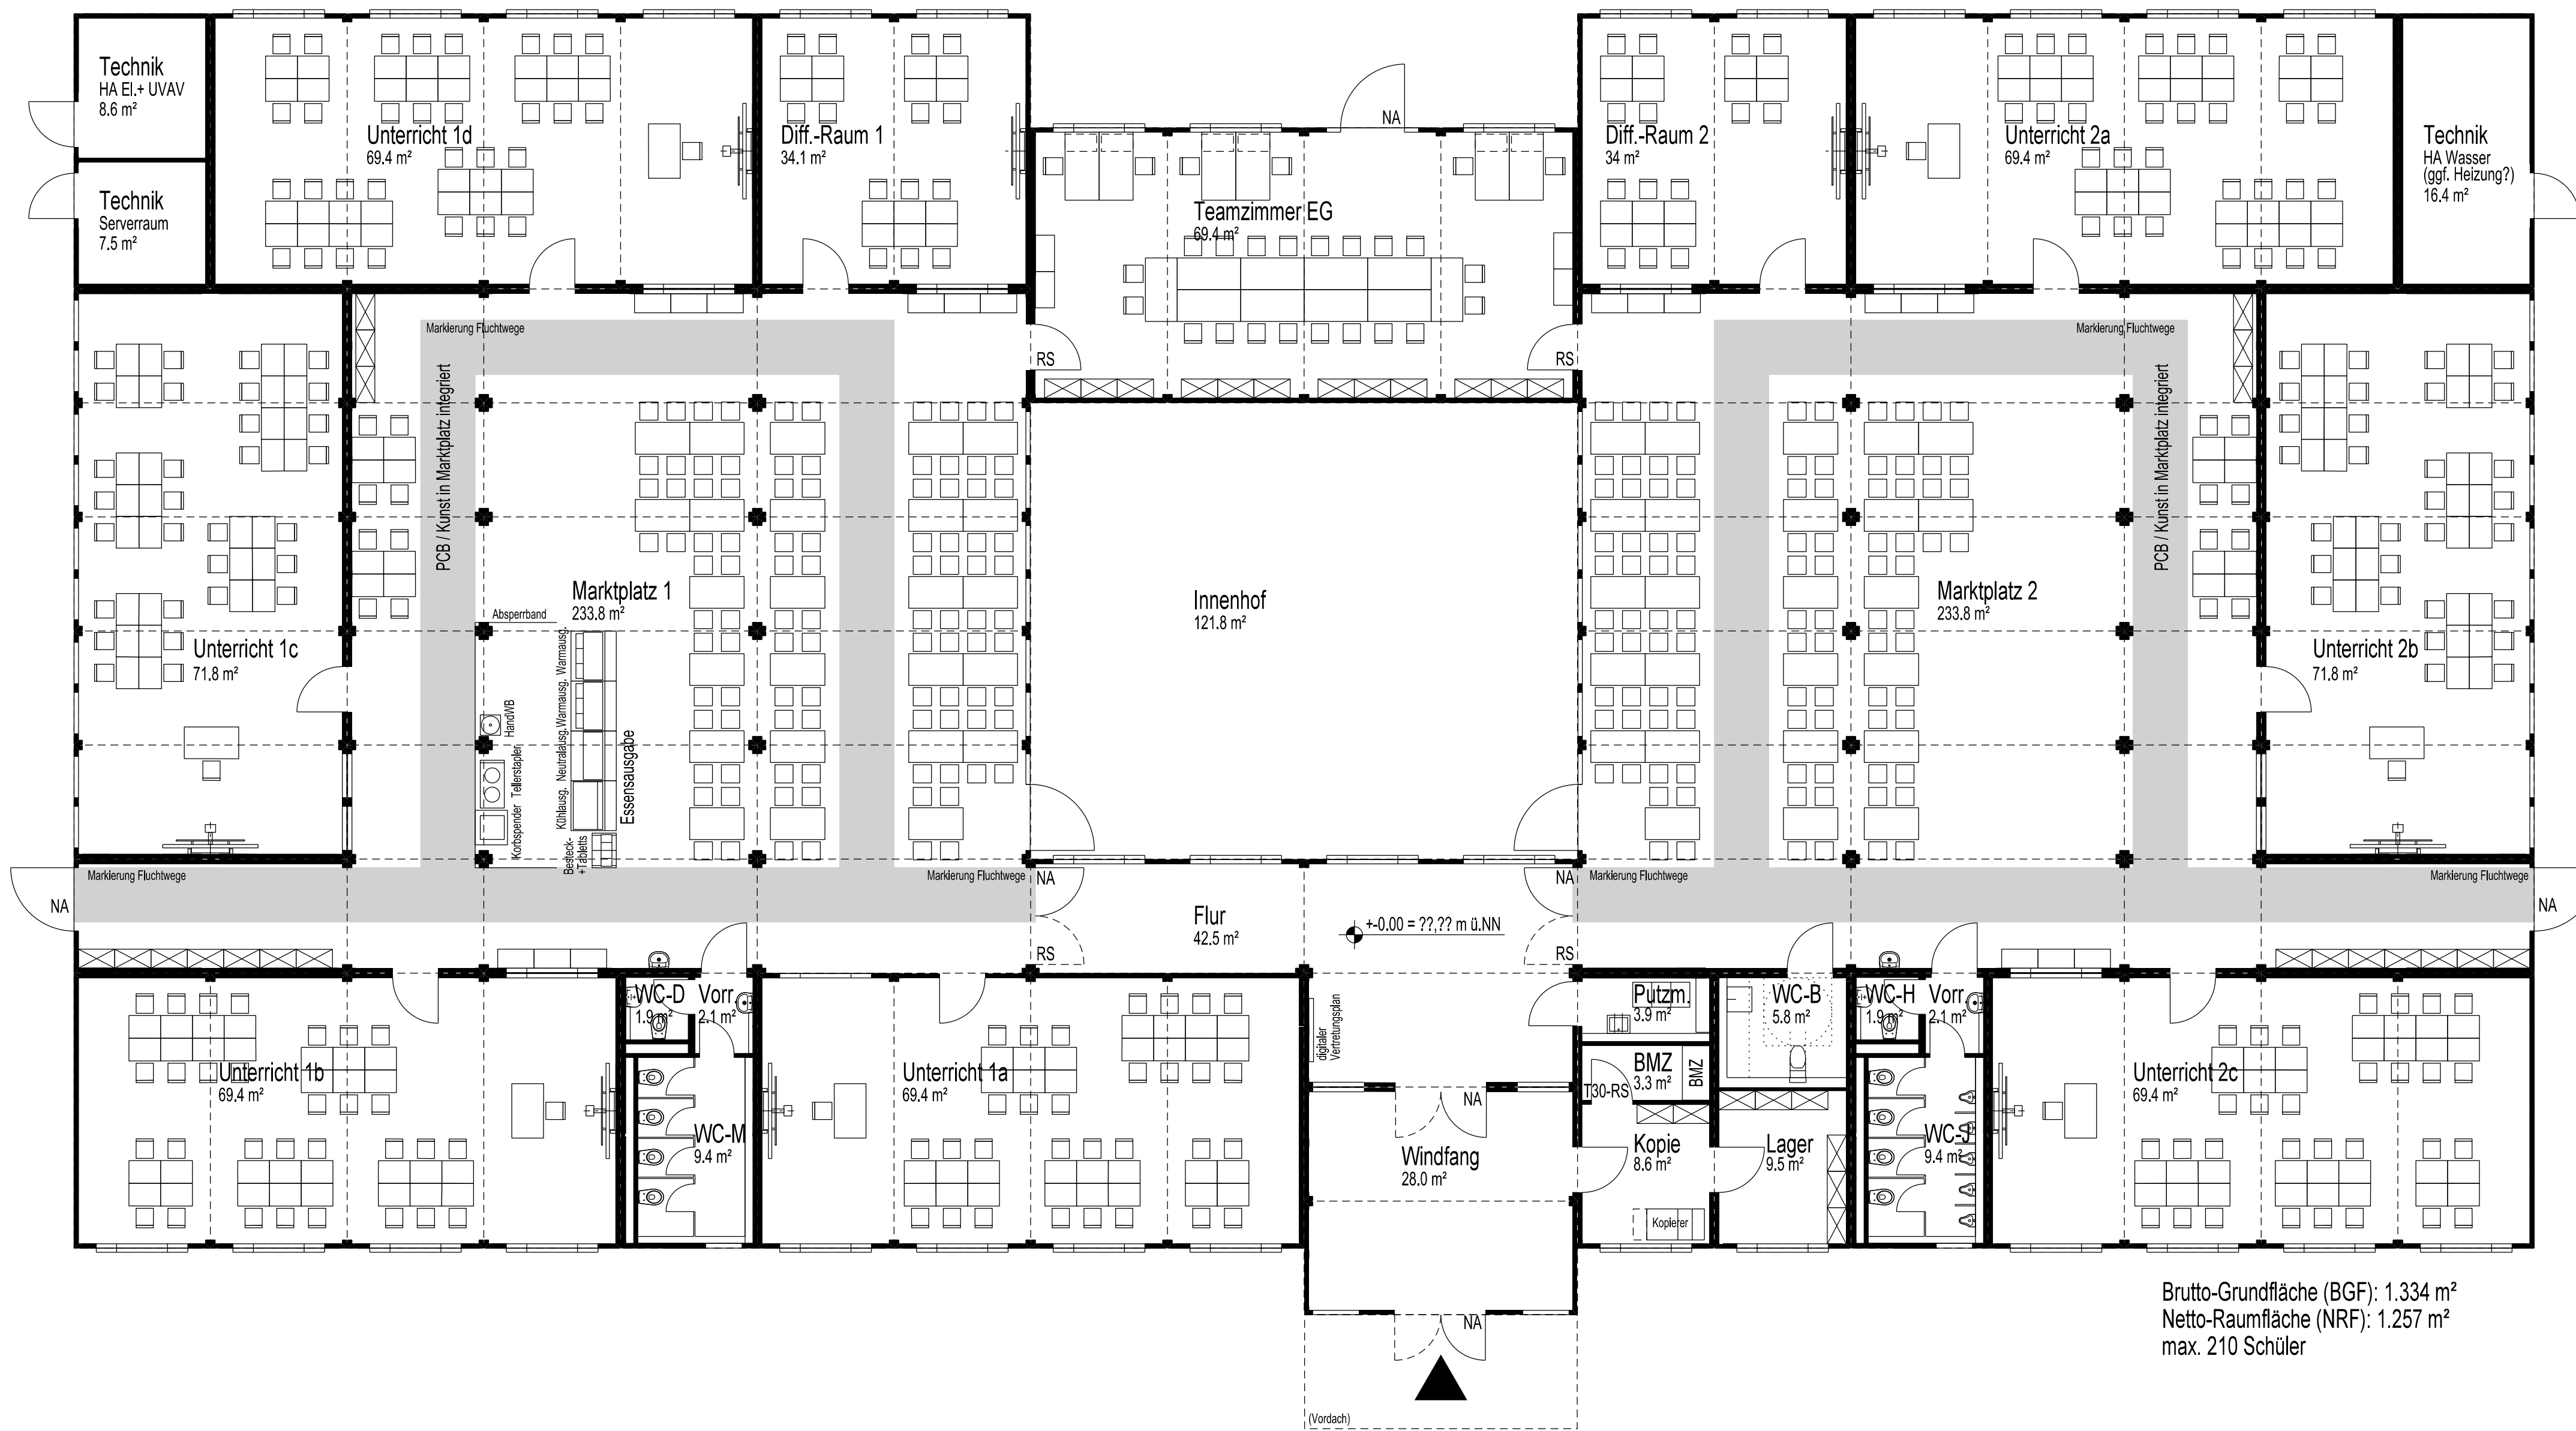 Technik
HA El.+ UVAV
8.6 m²
Unterricht 1d
69.4 m²
Diff.-Raum 1
34.1 m²
NA
Diff.-Raum 2
34 m²
Unterricht 2a
69.4 m²
Technik
HA Wasser
(ggf. Heizung?)
16.4 m²
Technik
Serverraum
7.5 m²
Teamzimmer EG
69.4 m²
Markierung Fluchtwege
RS
RS
Markierung Fluchtwege
PCB / Kunst in Marktplatz integriert
PCB / Kunst in Marktplatz integriert
Marktplatz 1
233.8 m²
Innenhof
121.8 m²
Marktplatz 2
233.8 m²
Absperrband
Unterricht 1c
71.8 m²
Unterricht 2b
71.8 m²
HandWB
Tellerstapler
Korbspender
Kühlausg. Neutralausg. Warmausg. Warmausg.
Essensausgabe
Besteck-
+Tabletts
Markierung Fluchtwege
Markierung Fluchtwege
NA
NA
Markierung Fluchtwege
Markierung Fluchtwege
NA
NA
Flur
42.5 m²
+-0.00 = ??,?? m ü.NN
RS
RS
WC-D
1.9 m²
Vorr.
2.1 m²
digitaler
Vertretungsplan
Putzm.
3.9 m²
WC-B
5.8 m²
WC-H
1.9 m²
Vorr.
2.1 m²
Unterricht 1b
69.4 m²
Unterricht 1a
69.4 m²
BMZ
3.3 m²
BMZ
T30-RS
NA
Unterricht 2c
69.4 m²
WC-M
9.4 m²
Windfang
28.0 m²
Kopie
8.6 m²
Lager
9.5 m²
WC-J
9.4 m²
Kopierer
NA
(Vordach)
Brutto-Grundfläche (BGF): 1.334 m²
Netto-Raumfläche (NRF): 1.257 m²
max. 210 Schüler